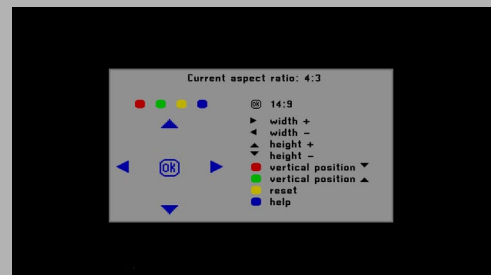 Current aspect ratio: 4:3
OK 14:9
width +
width -
height +
height -
OK
vertical position
vertical position
reset
help